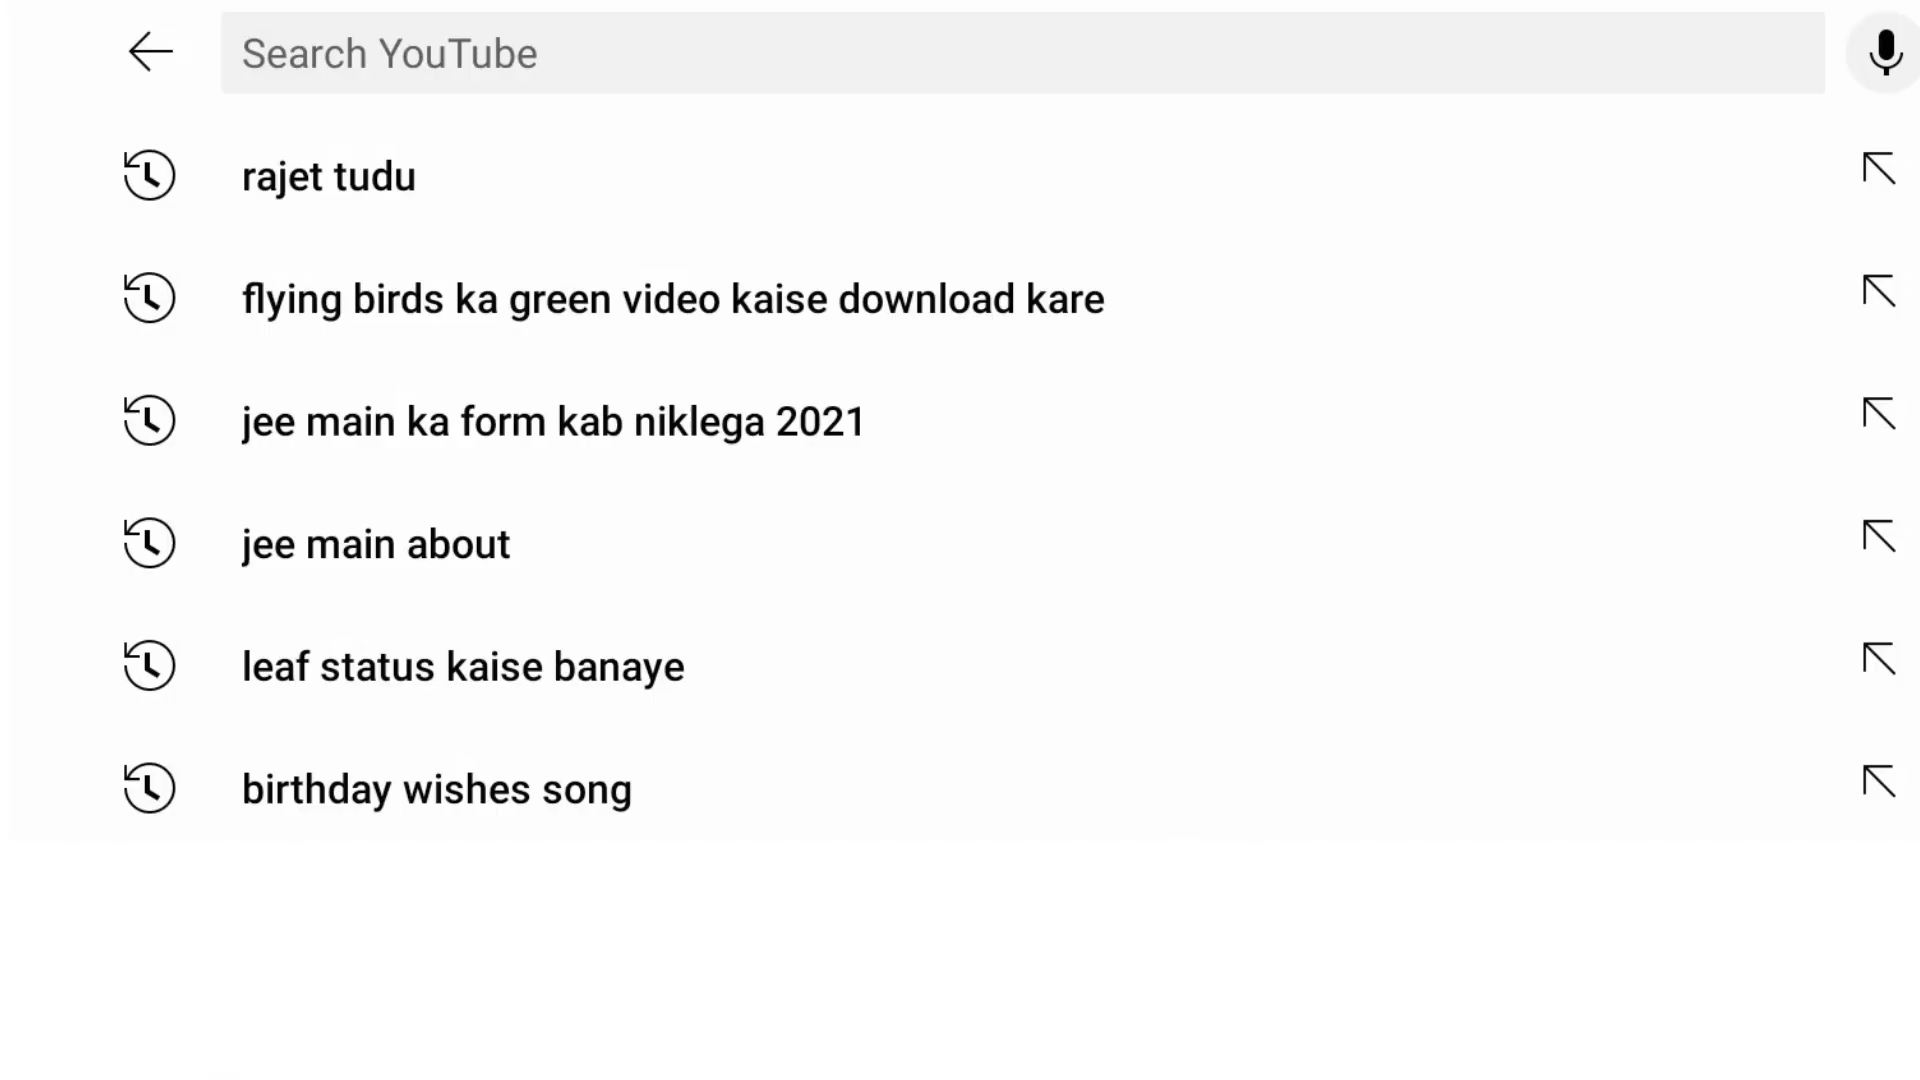 Search YouTube
rajet tudu
flying birds ka green video kaise download kare
jee main ka form kab niklega 2021
jee main about
leaf status kaise banaye
birthday wishes song